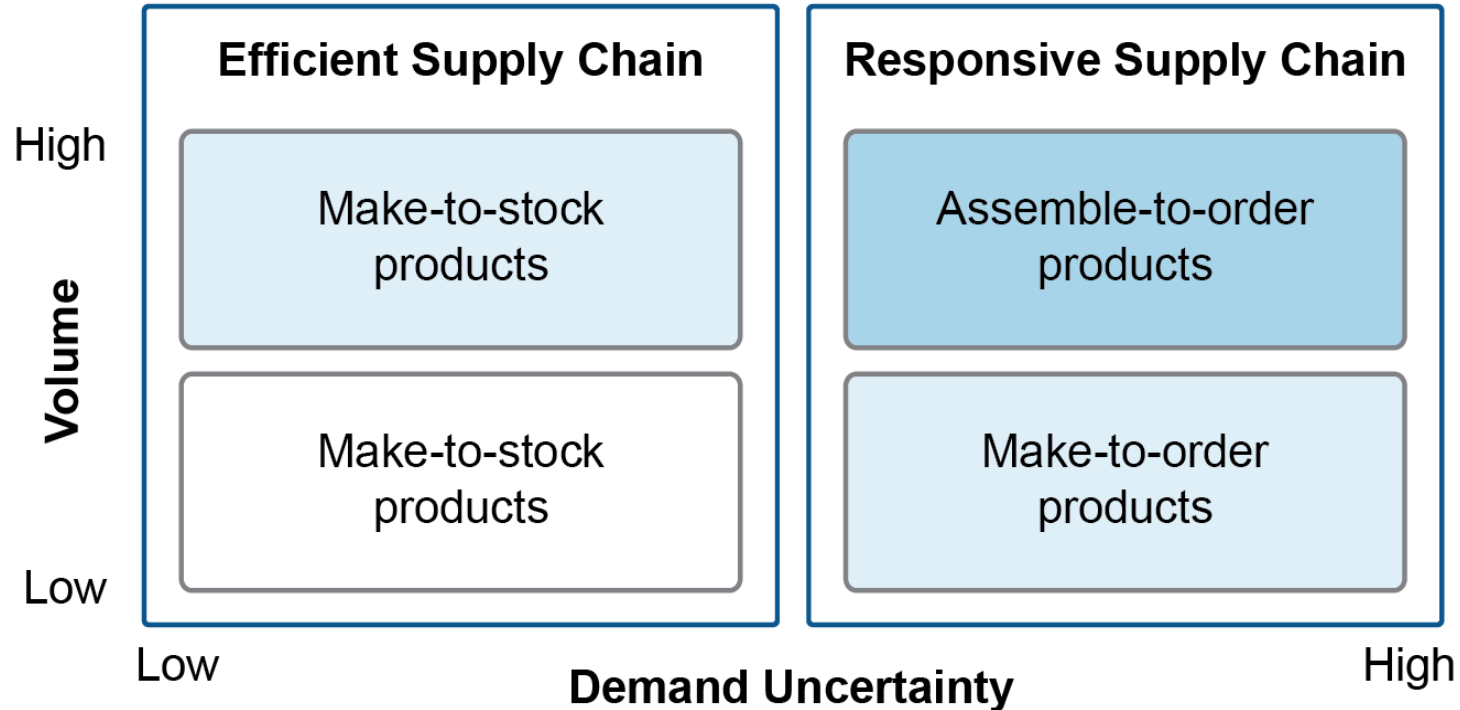 Efficient Supply Chain
Responsive Supply Chain
High
Make-to-stock
products
Assemble-to-order
products
Volume
Make-to-stock
products
Make-to-order
products
Low
Low
Demand Uncertainty
High